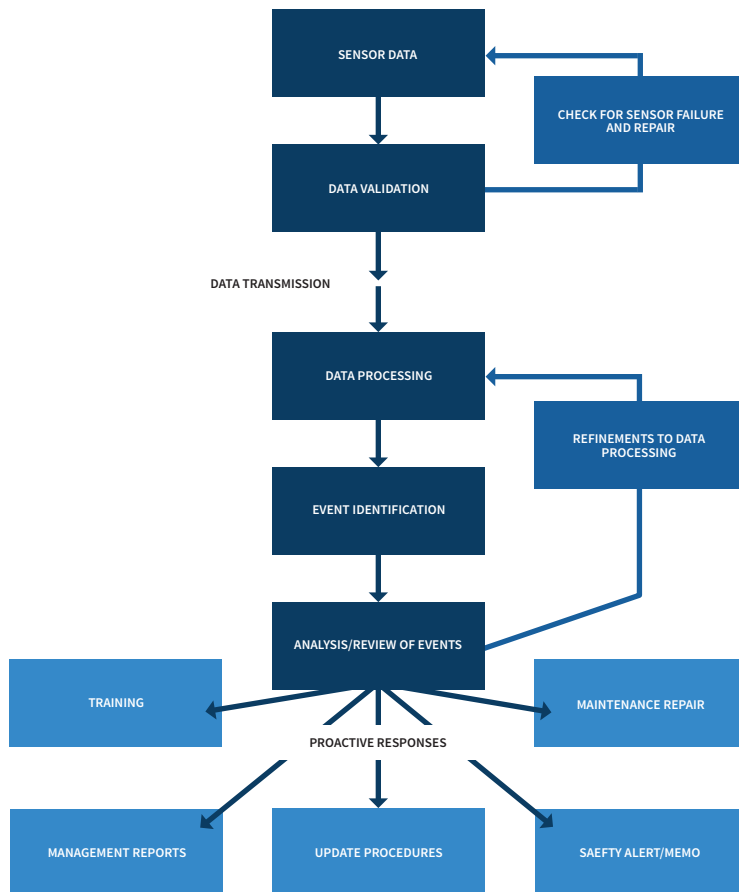 SENSOR DATA
CHECK FOR SENSOR FAILURE
AND REPAIR
DATA VALIDATION
DATA TRANSMISSION
DATA PROCESSING
REFINEMENTS TO DATA
PROCESSING
EVENT IDENTIFICATION
ANALYSIS/REVIEW OF EVENTS
TRAINING
MAINTENANCE REPAIR
PROACTIVE RESPONSES
MANAGEMENT REPORTS
UPDATE PROCEDURES
SAEFTY ALERT/MEMO